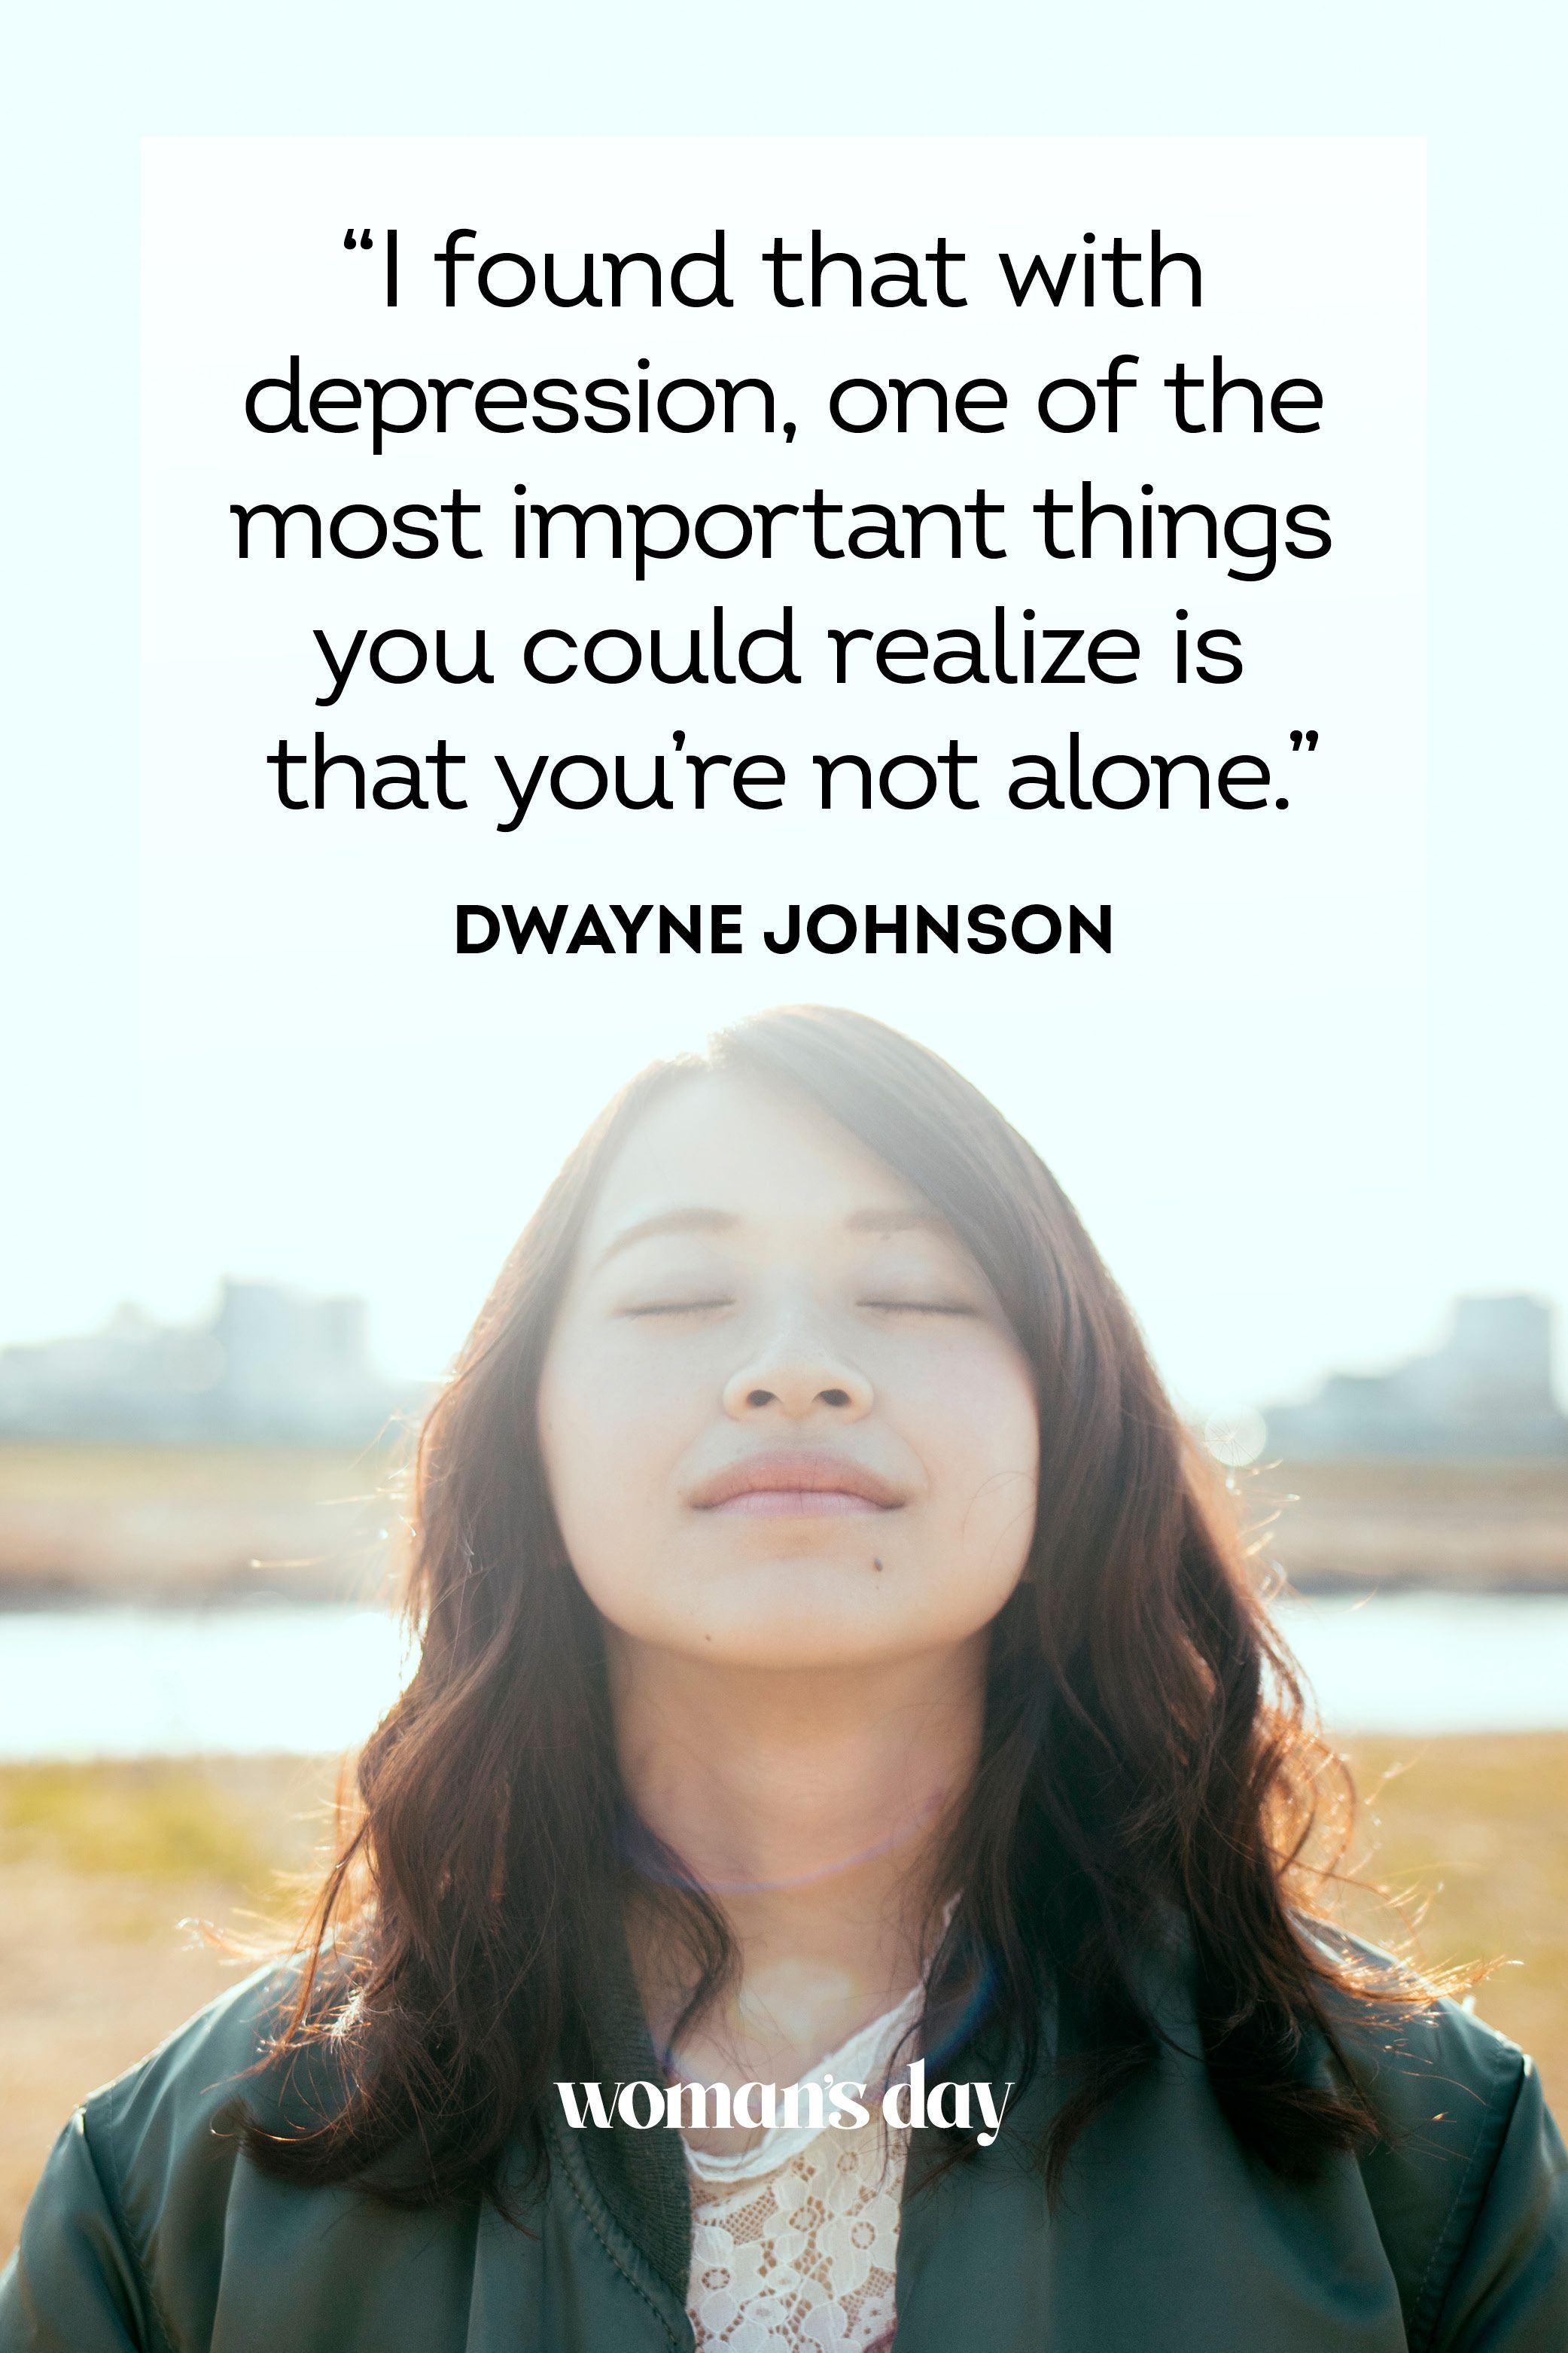 “I found that with
depression, one of the
most important things
you could realize is
that you’re not alone.”
DWAYNE JOHNSON
woman's day